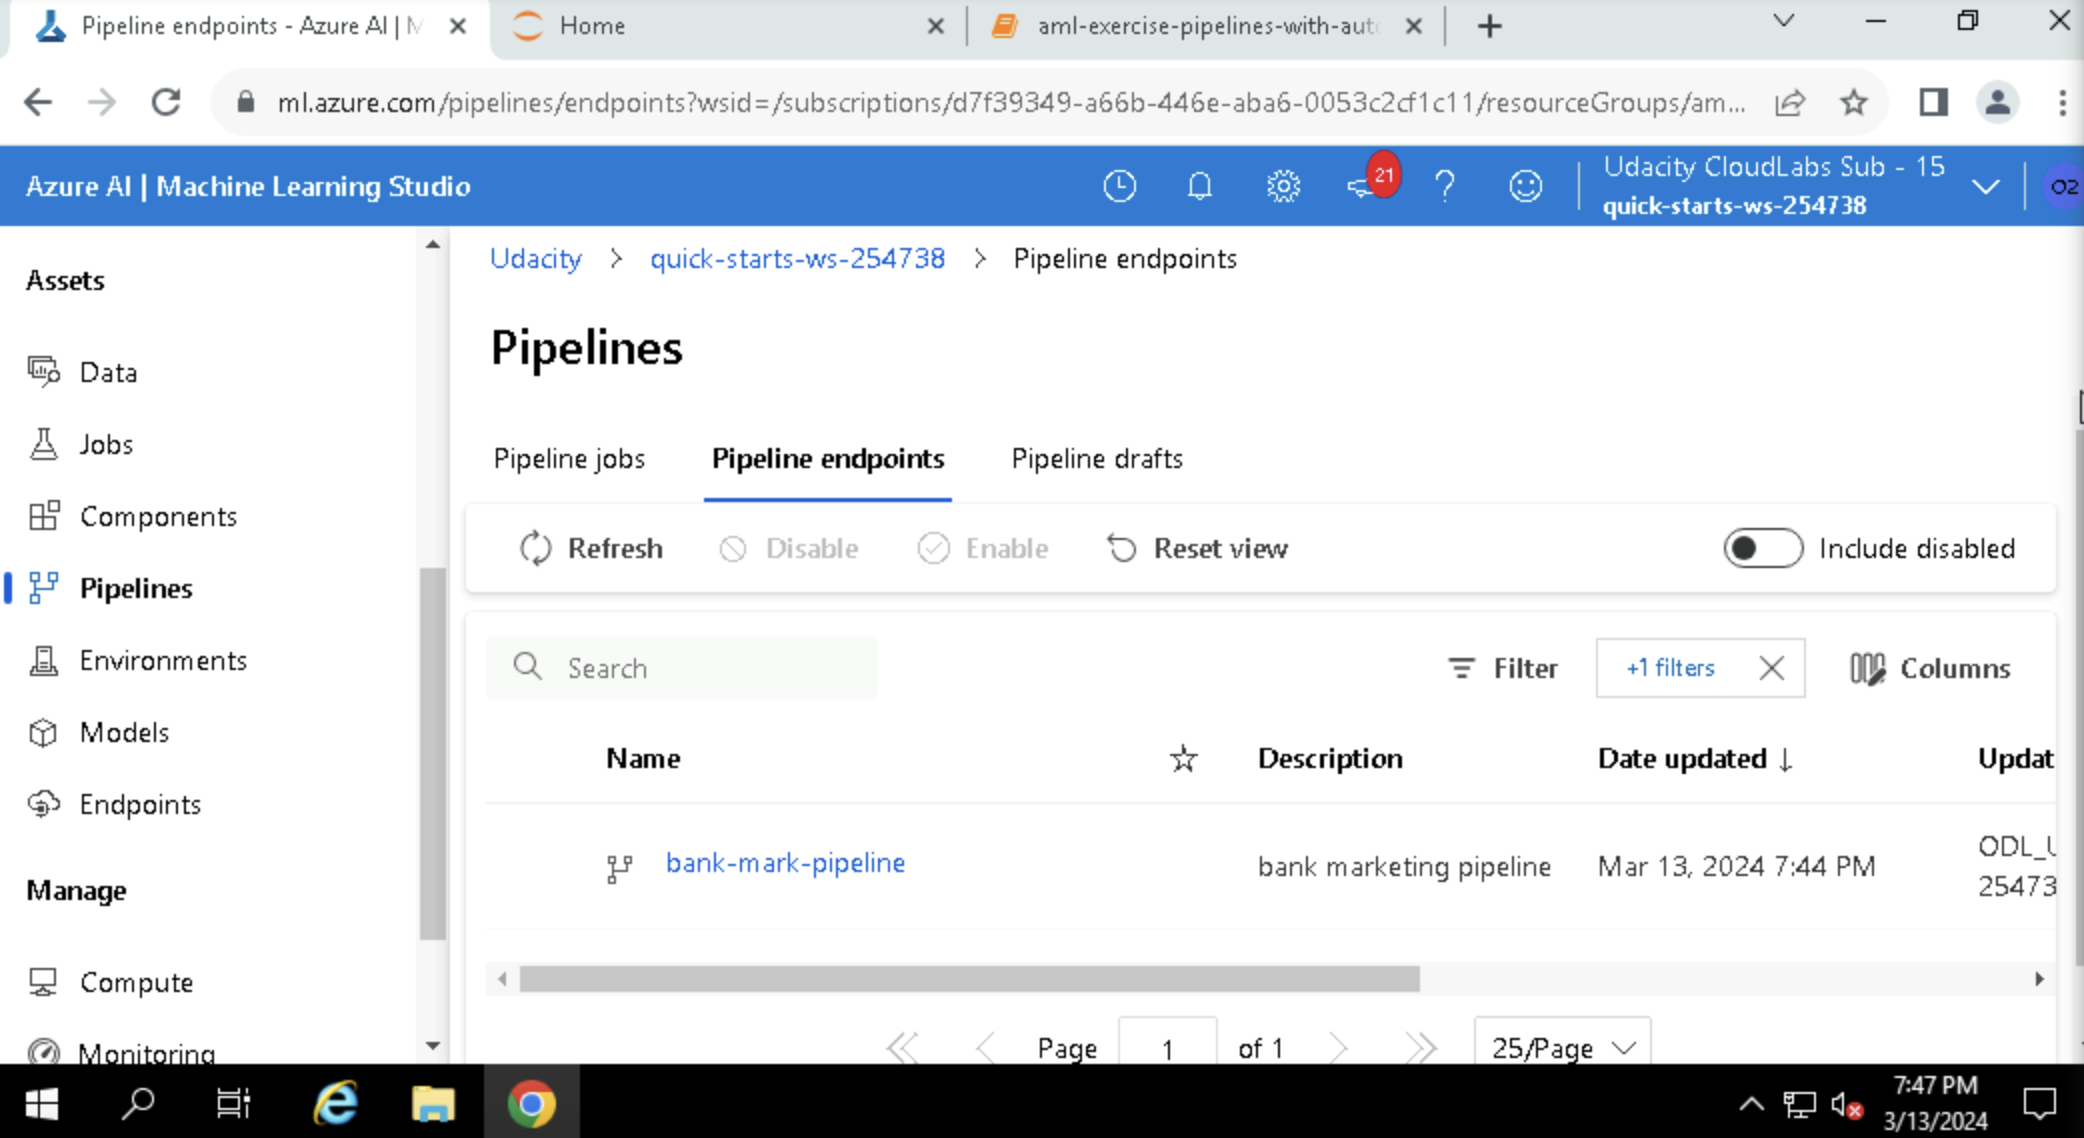 Pipeline endpoints - Azure AI | M
Home
aml-exercise-pipelines-with-auto
ml.azure.com/pipelines/endpoints?wsid=/subscriptions/d7f39349-a66b-446e-aba6-0053c2cf1c11/resourceGroups/am...
Azure AI | Machine Learning Studio
21
Udacity CloudLabs Sub - 15
quick-starts-ws-254738
O2
Assets
Data
Jobs
Components
Pipelines
Environments
Models
Endpoints
Manage
Compute
Monitoring
Udacity > quick-starts-ws-254738 > Pipeline endpoints
Pipelines
Pipeline jobs Pipeline endpoints Pipeline drafts
Refresh Disable Enable Reset view Include disabled
Search Filter +1 filters Columns
Name Description Date updated ↓ Updat
bank-mark-pipeline bank marketing pipeline Mar 13, 2024 7:44 PM ODL_U
25473
Page 1 of 1 25/Page
7:47 PM
3/13/2024